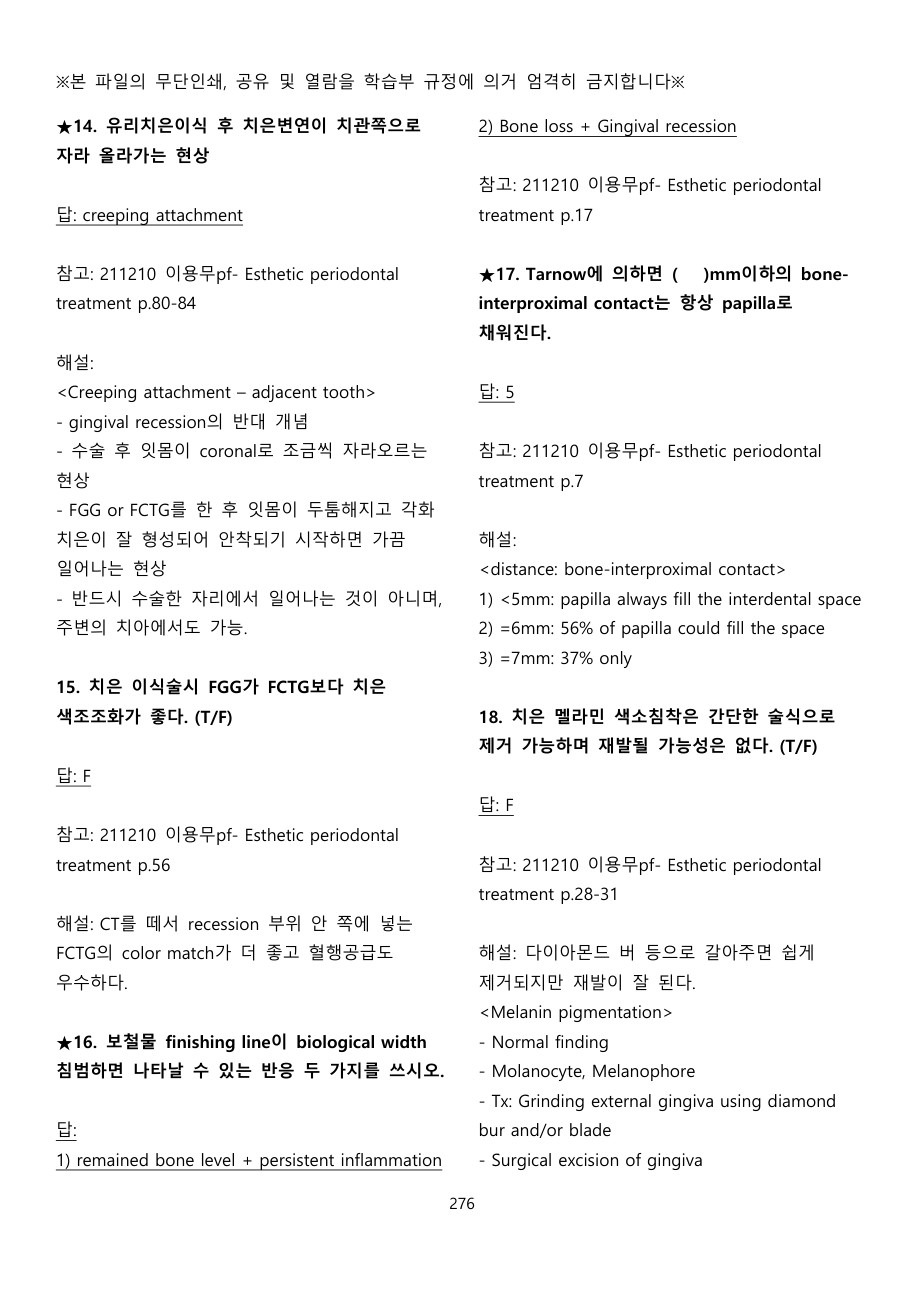 ※본 파일의 무단인쇄, 공유 및 열람을 학습부 규정에 의거 엄격히 금지합니다※
★14. 유리치은이식 후 치은변연이 치관쪽으로
자라 올라가는 현상
답: creeping attachment
참고: 211210 이용무pf- Esthetic periodontal
treatment p.80-84
해설:
<Creeping attachment – adjacent tooth>
- gingival recession의 반대 개념
- 수술 후 잇몸이 coronal로 조금씩 자라오르는
현상
- FGG or FCTG를 한 후 잇몸이 두툼해지고 각화
치은이 잘 형성되어 안착되기 시작하면 가끔
일어나는 현상
- 반드시 수술한 자리에서 일어나는 것이 아니며,
주변의 치아에서도 가능.
15. 치은 이식술시 FGG가 FCTG보다 치은
색조조화가 좋다. (T/F)
답: F
참고: 211210 이용무pf- Esthetic periodontal
treatment p.56
해설: CT를 떼서 recession 부위 안 쪽에 넣는
FCTG의 color match가 더 좋고 혈행공급도
우수하다.
★16. 보철물 finishing line이 biological width
침범하면 나타날 수 있는 반응 두 가지를 쓰시오.
답:
1) remained bone level + persistent inflammation
2) Bone loss + Gingival recession
참고: 211210 이용무pf- Esthetic periodontal
treatment p.17
★17. Tarnow에 의하면 (    )mm이하의 bone-
interproximal contact는 항상 papilla로
채워진다.
답: 5
참고: 211210 이용무pf- Esthetic periodontal
treatment p.7
해설:
<distance: bone-interproximal contact>
1) <5mm: papilla always fill the interdental space
2) =6mm: 56% of papilla could fill the space
3) =7mm: 37% only
18. 치은 멜라민 색소침착은 간단한 술식으로
제거 가능하며 재발될 가능성은 없다. (T/F)
답: F
참고: 211210 이용무pf- Esthetic periodontal
treatment p.28-31
해설: 다이아몬드 버 등으로 갈아주면 쉽게
제거되지만 재발이 잘 된다.
<Melanin pigmentation>
- Normal finding
- Molanocyte, Melanophore
- Tx: Grinding external gingiva using diamond
bur and/or blade
- Surgical excision of gingiva
276